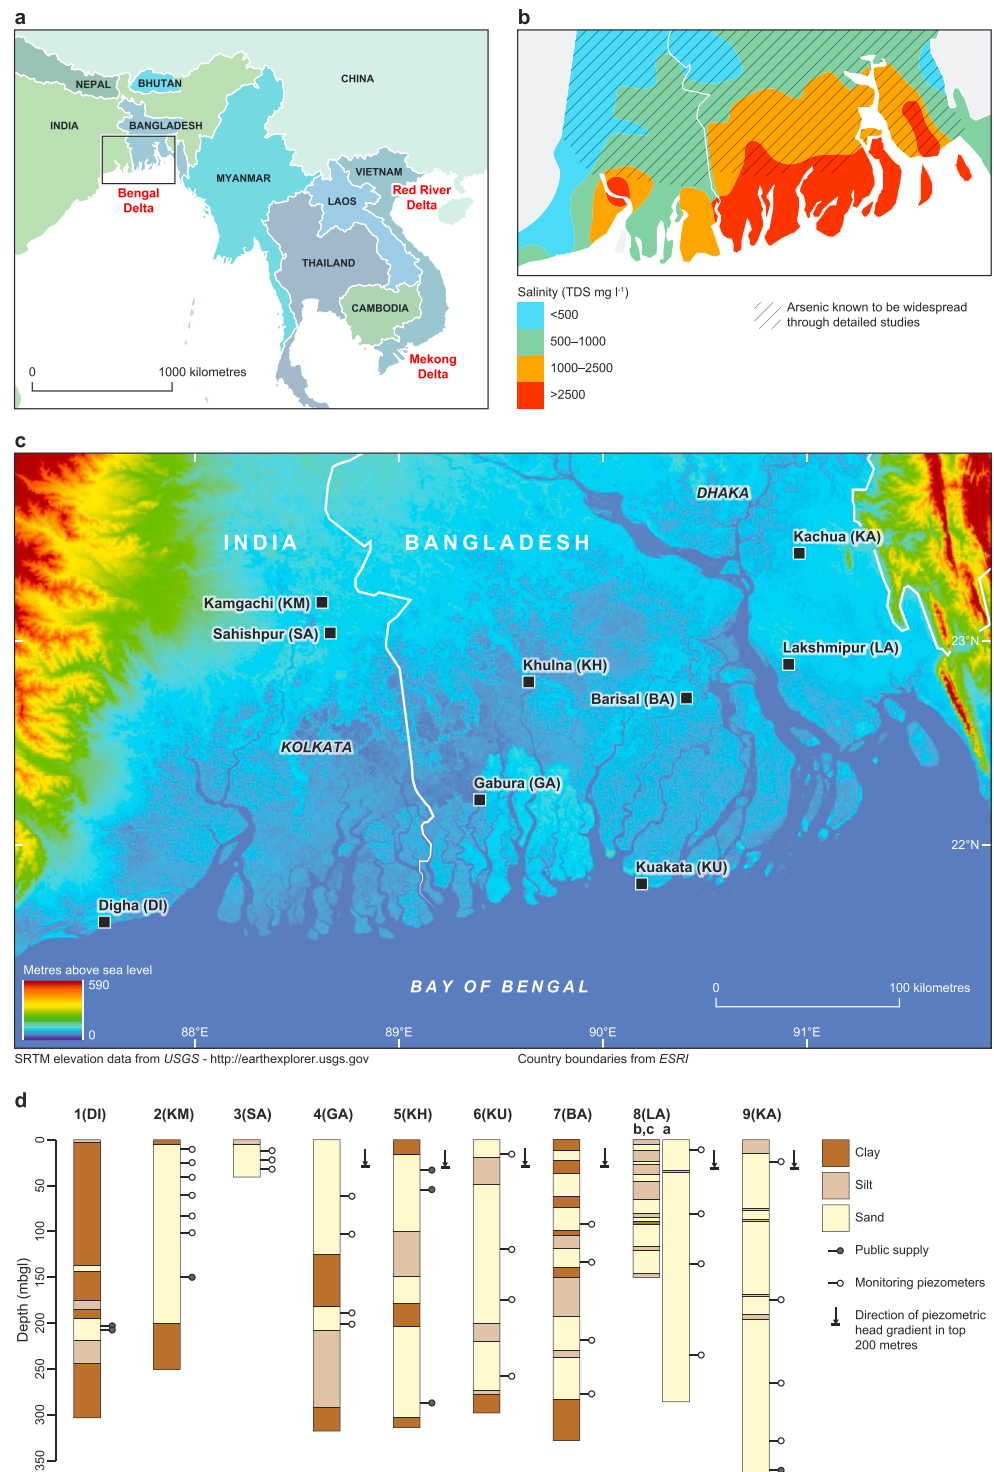 a
NEPAL
BHUTAN
CHINA
INDIA
BANGLADESH
MYANMAR
VIETNAM
LAOS
THAILAND
CAMBODIA
Bengal
Delta
Red River
Delta
Mekong
Delta
0 1000 kilometres
b
Salinity (TDS mg l-1)
<500
500–1000
1000–2500
>2500
Arsenic known to be widespread
through detailed studies
c
DHAKA
INDIA
BANGLADESH
Kachua (KA)
Kamgachi (KM)
Sahishpur (SA)
23°N
Lakshmipur (LA)
Khulna (KH)
Barisal (BA)
KOLKATA
Gabura (GA)
22°N
Kuakata (KU)
Digha (DI)
Metres above sea level
590
0
BAY OF BENGAL
0 100 kilometres
88°E 89°E 90°E 91°E
SRTM elevation data from USGS - http://earthexplorer.usgs.gov
Country boundaries from ESRI
d
1(DI) 2(KM) 3(SA) 4(GA) 5(KH) 6(KU) 7(BA) 8(LA) 9(KA)
b,c a
Depth (mbgl)
0
50
100
150
200
250
300
350
Clay
Silt
Sand
Public supply
Monitoring piezometers
Direction of piezometric
head gradient in top
200 metres